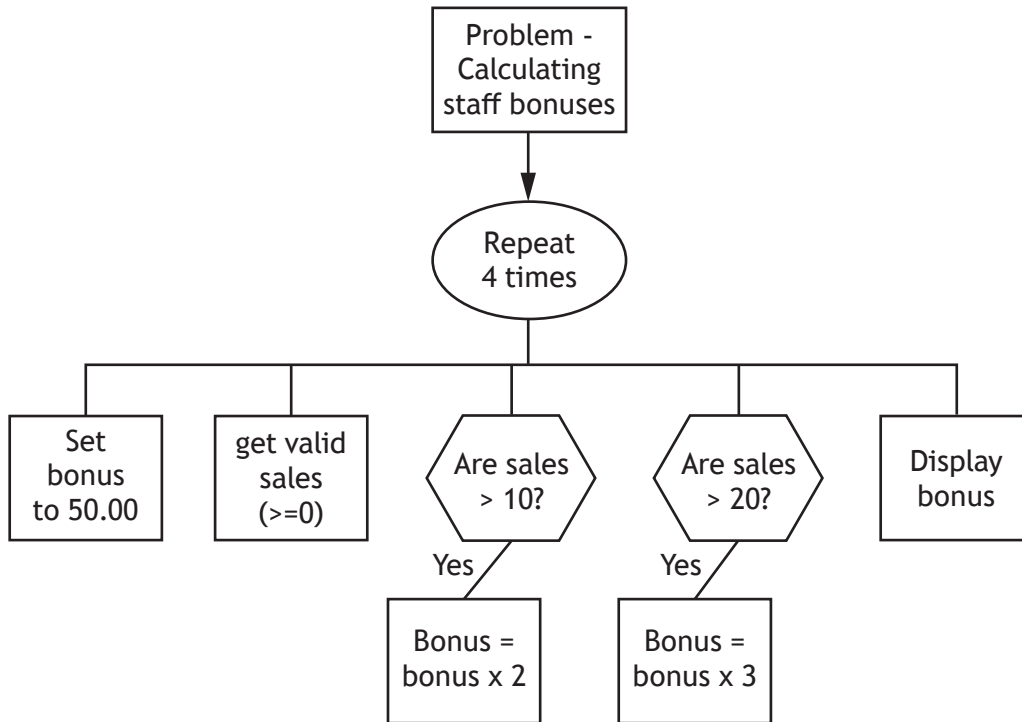 Problem -
Calculating
staff bonuses
Repeat
4 times
Set
bonus
to 50.00
get valid
sales
(>=0)
Are sales
> 10?
Yes
Bonus =
bonus x 2
Are sales
> 20?
Yes
Bonus =
bonus x 3
Display
bonus